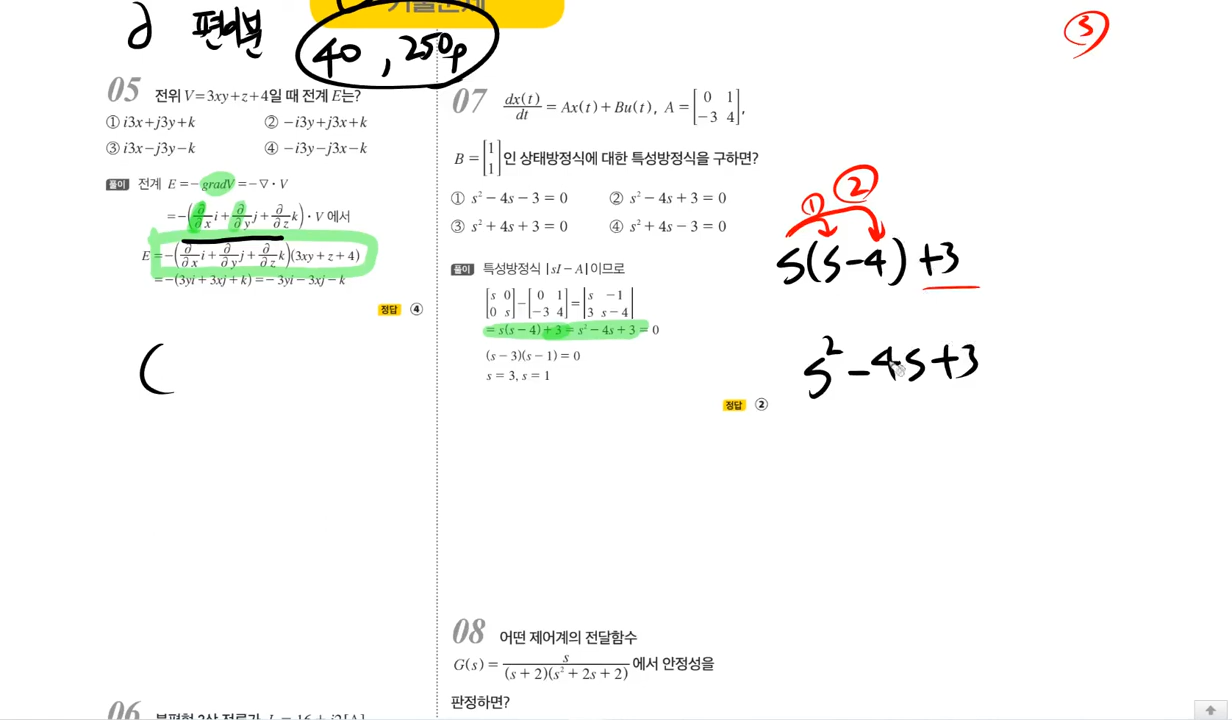 ∂ 편미분
40, 250p
③
05 전위 V=3xy+z+4일 때 전계 E는?
① i3x+j3y+k ② −i3y+j3x+k
③ i3x−j3y−k ④ −i3y−j3x−k
풀이 전계 E=−gradV=−∇·V
=−(∂/∂x i+∂/∂y j+∂/∂z k)·V 에서
E=−(∂/∂x i+∂/∂y j+∂/∂z k)(3xy+z+4)
=−(3yi+3xj+k)=−3yi−3xj−k
정답 ④
(
07 dx(t)/dt = Ax(t)+Bu(t), A=[0 1; −3 4],
B=[1; 1]인 상태방정식에 대한 특성방정식을 구하면?
① s²−4s−3=0 ② s²−4s+3=0
③ s²+4s+3=0 ④ s²+4s−3=0
풀이 특성방정식 |sI−A|이므로
[s 0; 0 s]−[0 1; −3 4]=|s −1; 3 s−4|
=s(s−4)+3=s²−4s+3=0
(s−3)(s−1)=0
s=3, s=1
정답 ②
① ②
s(s-4)+3
s²-4s+3
08 어떤 제어계의 전달함수
G(s)=s/((s+2)(s²+2s+2))에서 안정성을
판정하면?